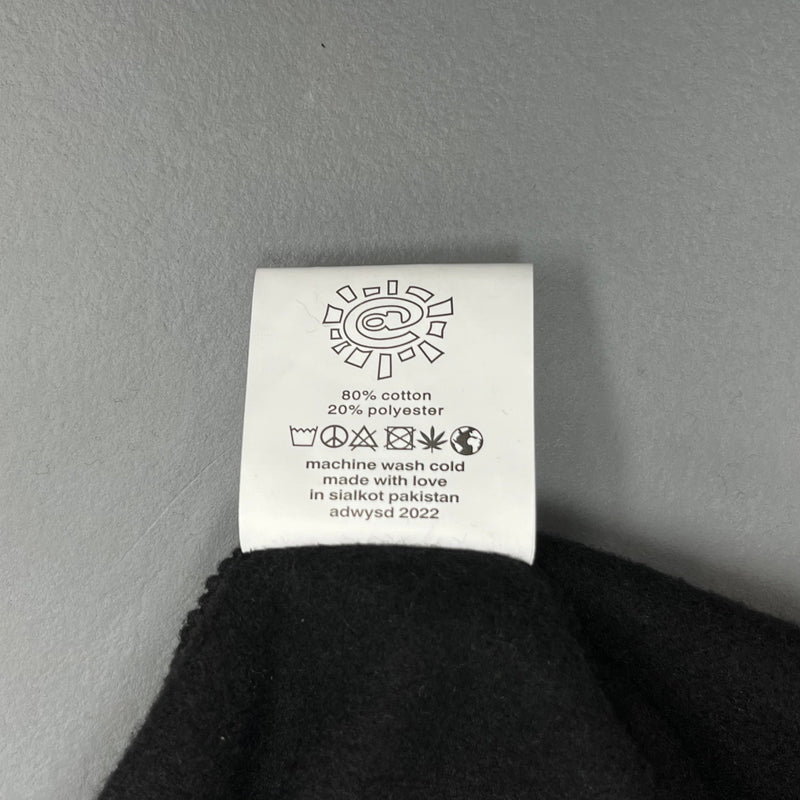 @
80% cotton
20% polyester
machine wash cold
made with love
in sialkot pakistan
adwysd 2022